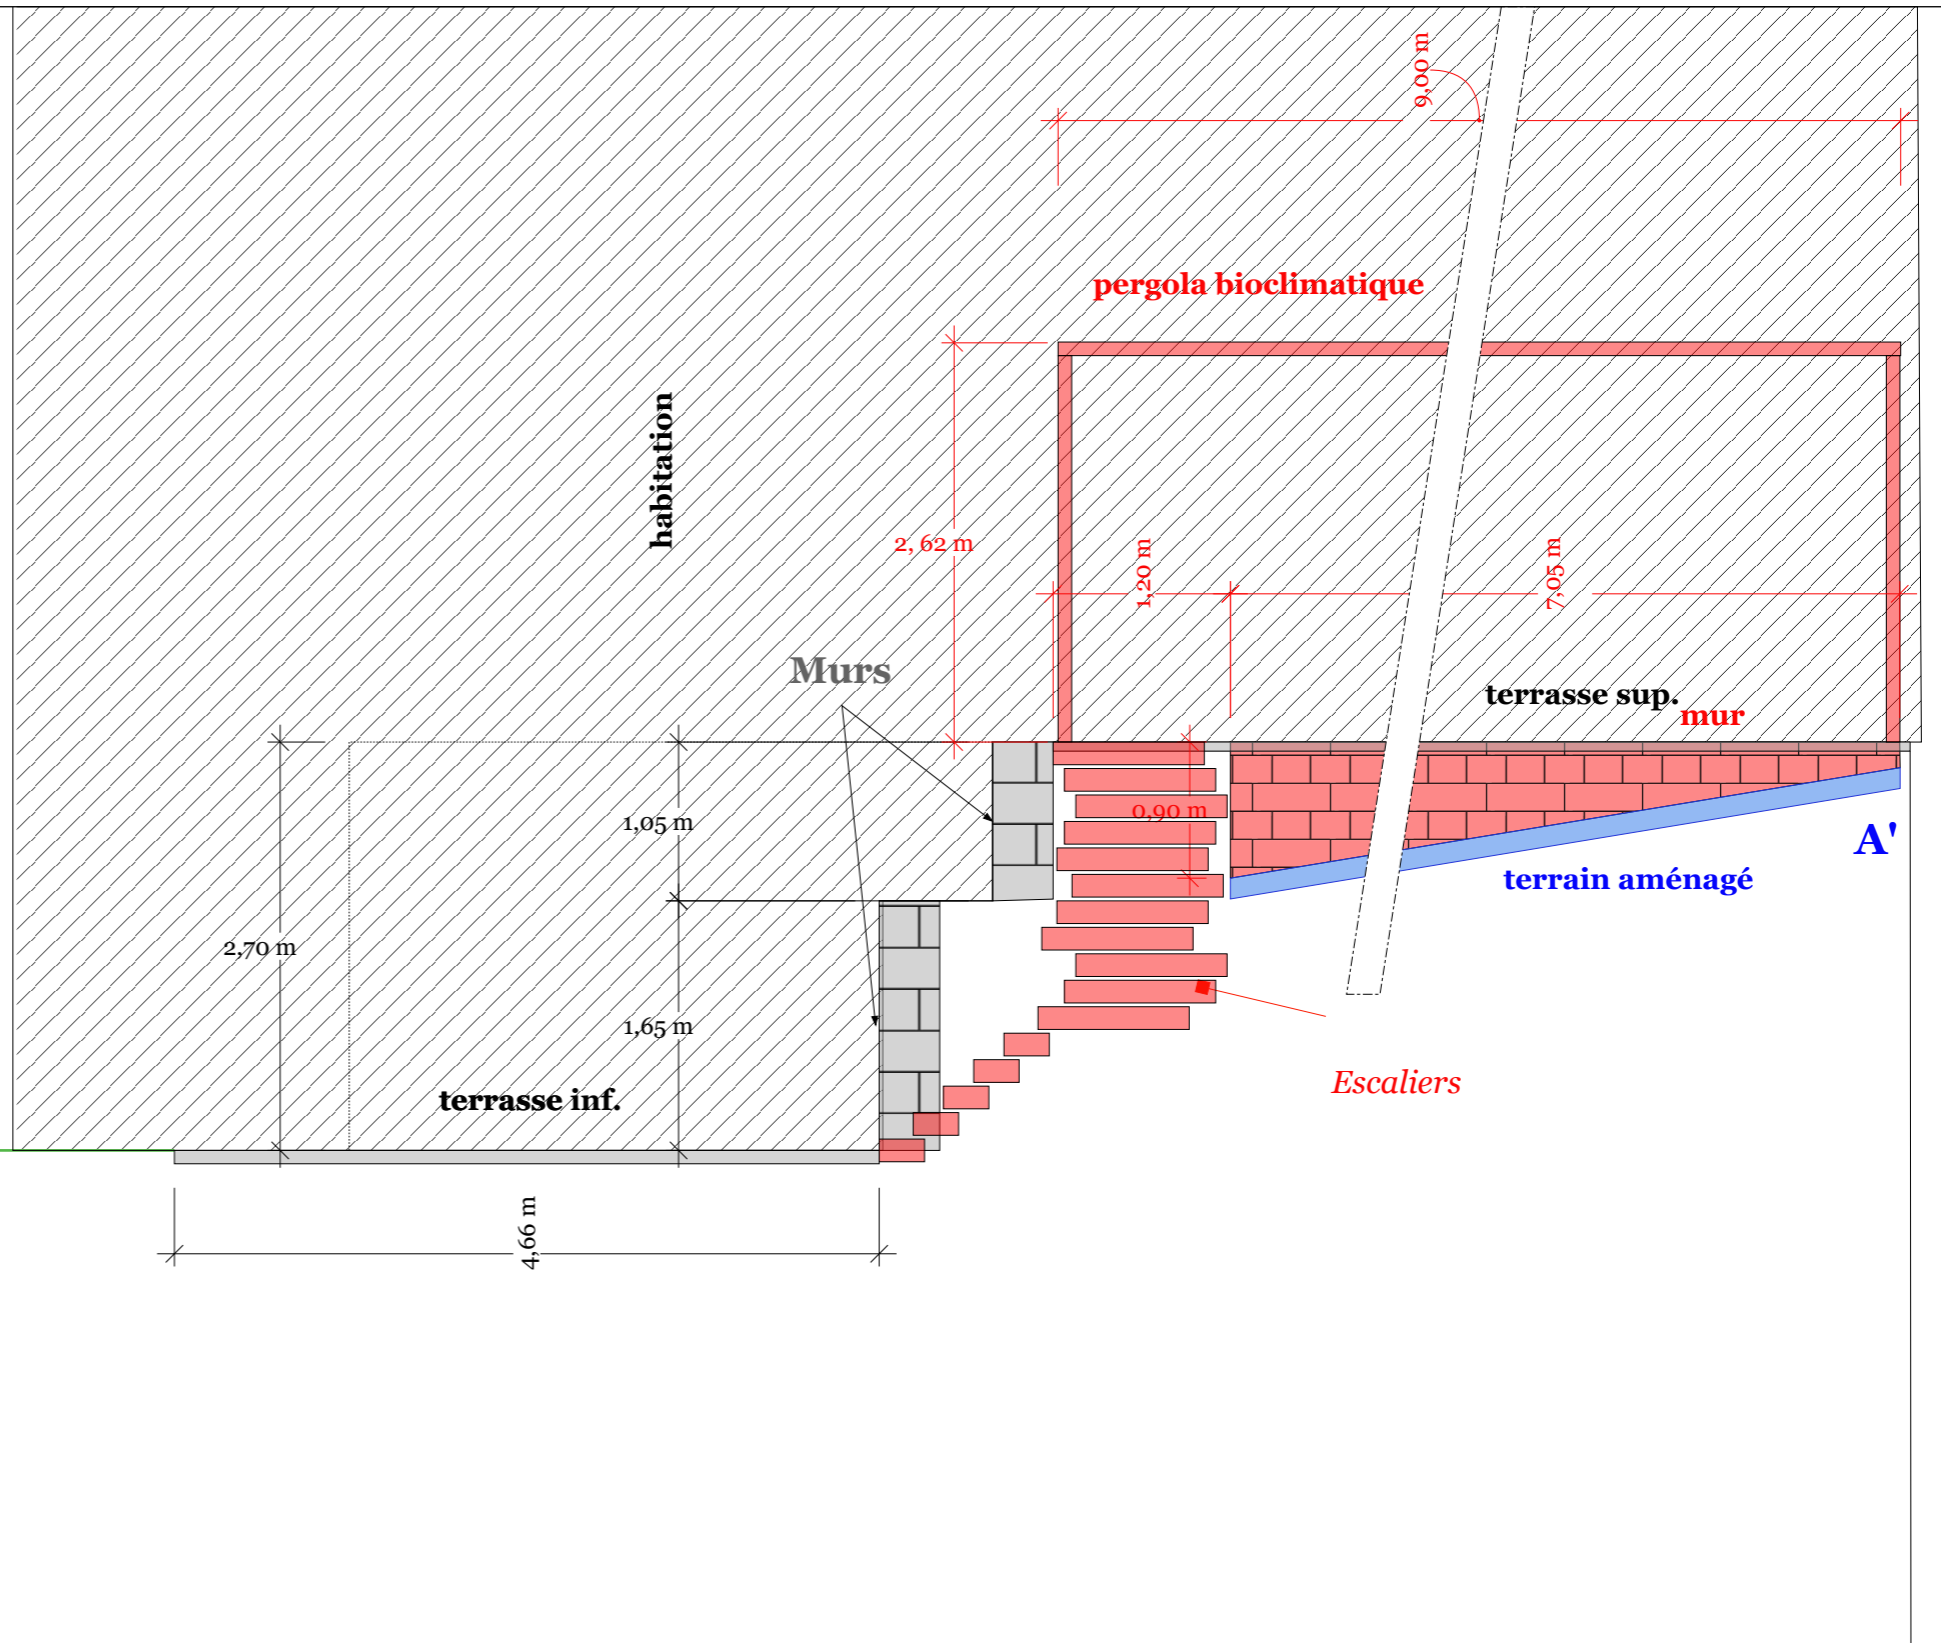 9,00 m
pergola bioclimatique
habitation
2, 62 m
1,20 m
7,05 m
Murs
terrasse sup.
mur
1,05 m
0,90 m
A'
terrain aménagé
2,70 m
1,65 m
Escaliers
terrasse inf.
4,66 m